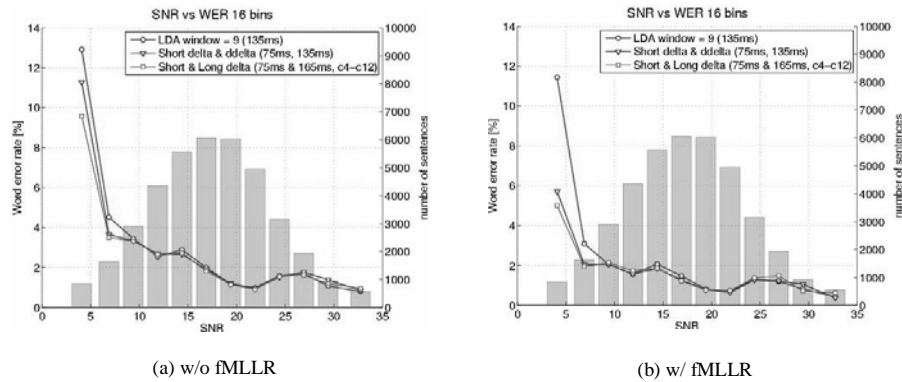 SNR vs WER 16 bins
LDA window = 9 (135ms)
Short delta & ddelta (75ms, 135ms)
Short & Long delta (75ms & 165ms, c4-c12)
Word error rate [%]
14
12
10
8
6
4
2
0
0 5 10 15 20 25 30 35
SNR
10000
9000
8000
7000
6000
5000
4000
3000
2000
1000
0
number of sentences
(a) w/o fMLLR
SNR vs WER 16 bins
LDA window = 9 (135ms)
Short delta & ddelta (75ms, 135ms)
Short & Long delta (75ms & 165ms, c4-c12)
Word error rate [%]
14
12
10
8
6
4
2
0
0 5 10 15 20 25 30 35
SNR
10000
9000
8000
7000
6000
5000
4000
3000
2000
1000
0
number of sentences
(b) w/ fMLLR